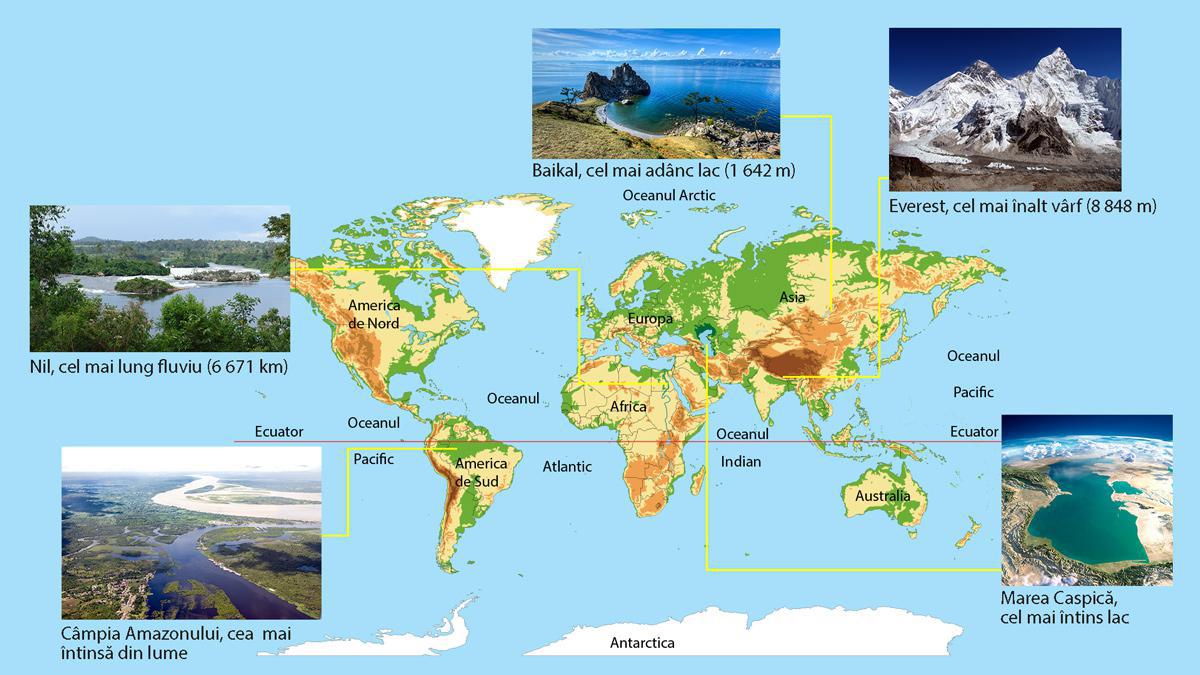 Baikal, cel mai adânc lac (1 642 m)
Oceanul Arctic
Everest, cel mai înalt vârf (8 848 m)
Nil, cel mai lung fluviu (6 671 km)
America
de Nord
Europa
Asia
Oceanul
Pacific
Oceanul
Africa
Oceanul
Pacific
Ecuator
Oceanul
Indian
Ecuator
America
de Sud
Atlantic
Australia
Câmpia Amazonului, cea mai
întinsă din lume
Marea Caspică,
cel mai întins lac
Antarctica